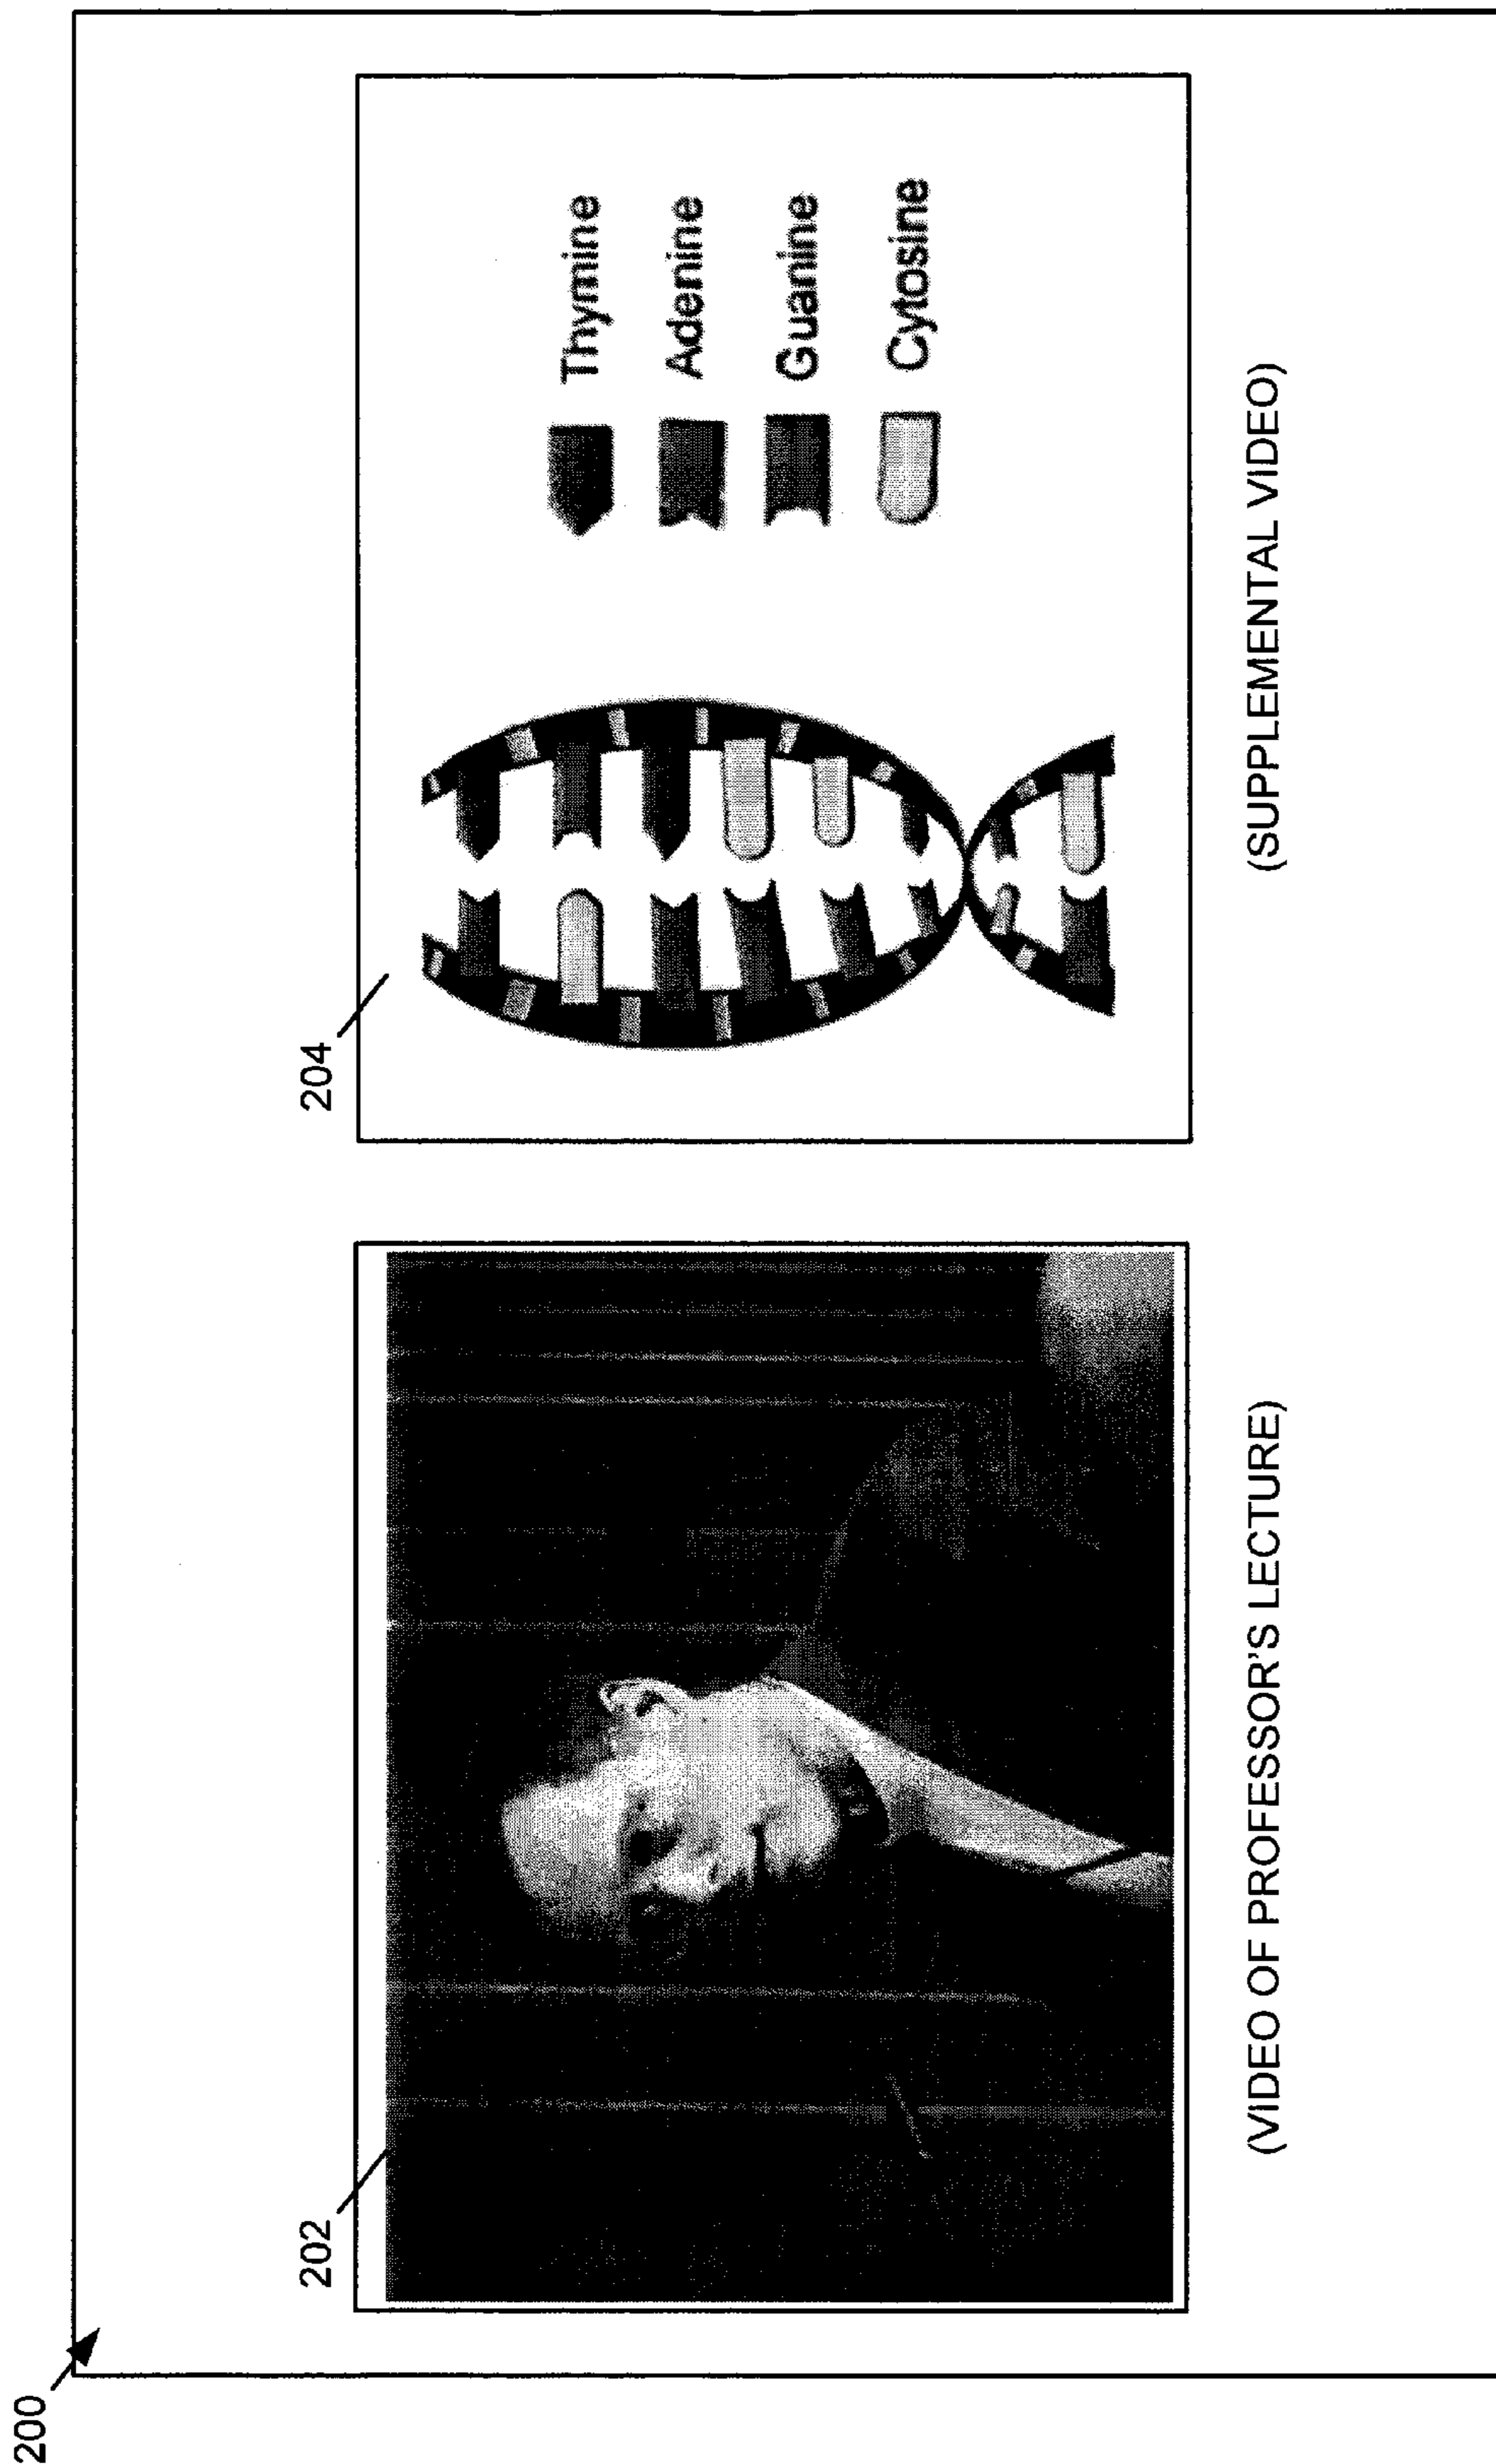 200
202
204
Thymine
Adenine
Guanine
Cytosine
(VIDEO OF PROFESSOR'S LECTURE)
(SUPPLEMENTAL VIDEO)